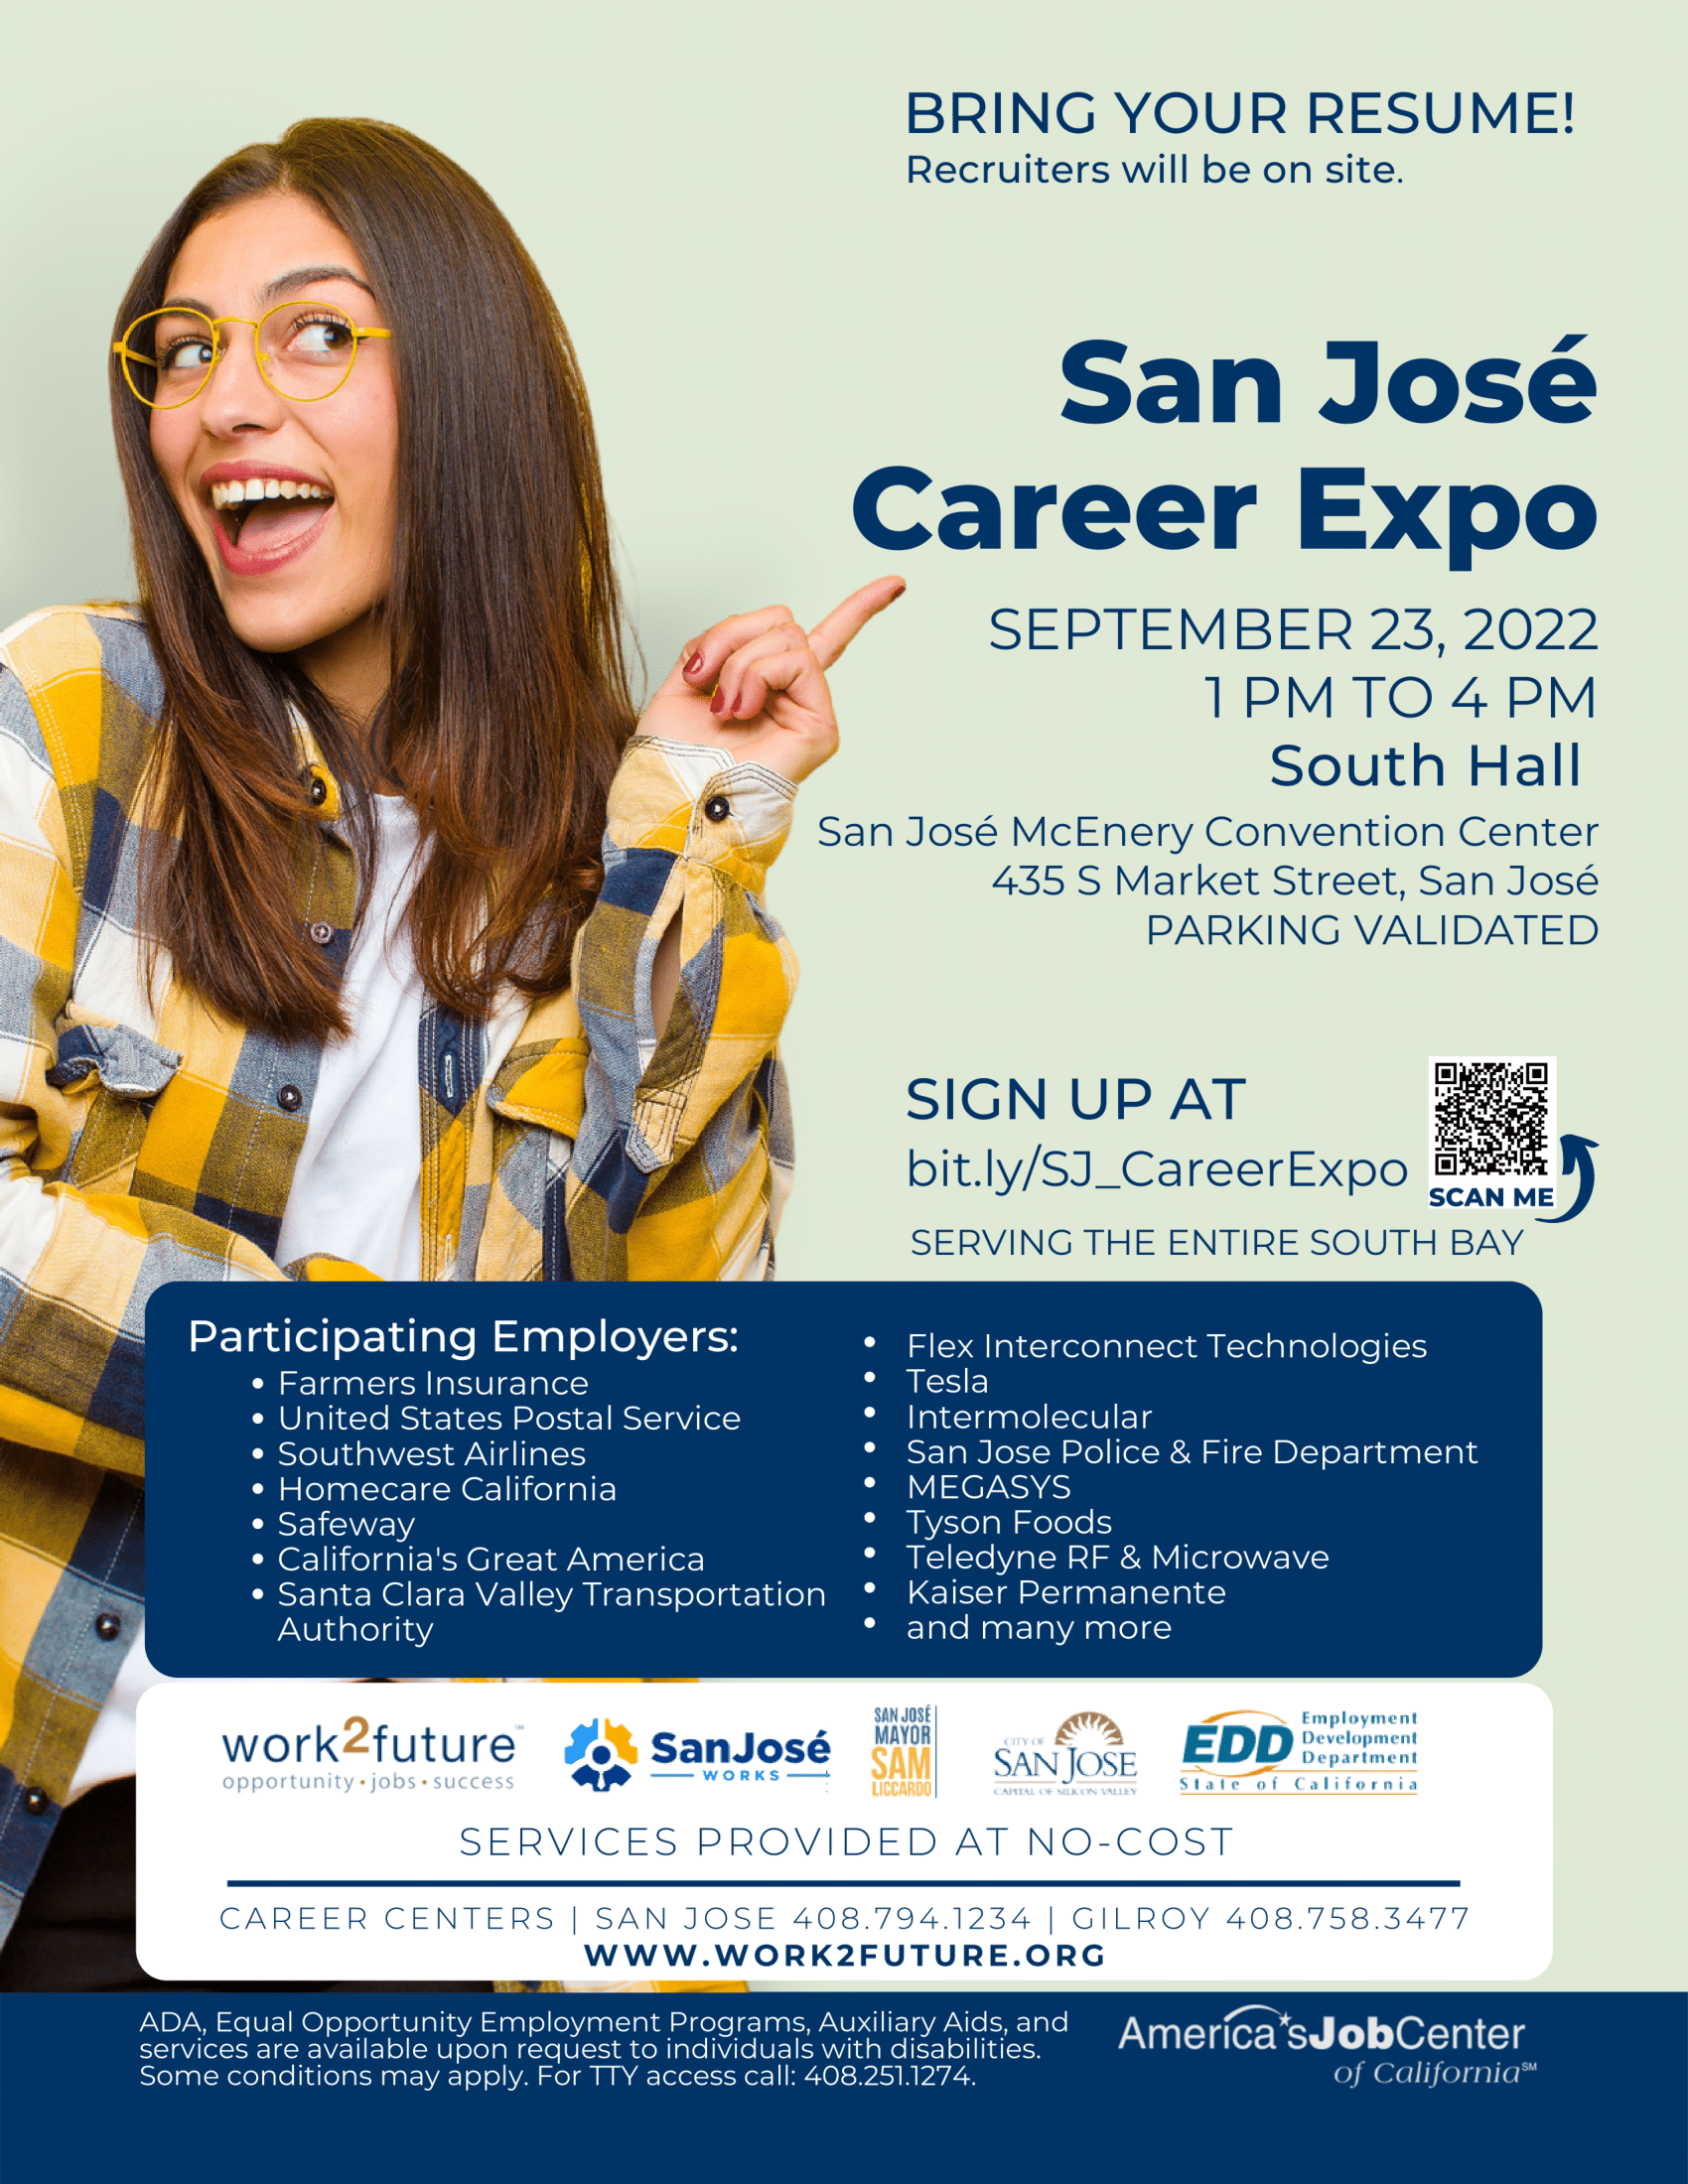 BRING YOUR RESUME!
Recruiters will be on site.
San José
Career Expo
SEPTEMBER 23, 2022
1 PM TO 4 PM
South Hall
San José McEnery Convention Center
435 S Market Street, San José
PARKING VALIDATED
SIGN UP AT
bit.ly/SJ_CareerExpo
SCAN ME
SERVING THE ENTIRE SOUTH BAY
Participating Employers:
• Farmers Insurance
• United States Postal Service
• Southwest Airlines
• Homecare California
• Safeway
• California's Great America
• Santa Clara Valley Transportation
Authority
• Flex Interconnect Technologies
• Tesla
• Intermolecular
• San Jose Police & Fire Department
• MEGASYS
• Tyson Foods
• Teledyne RF & Microwave
• Kaiser Permanente
• and many more
work2future℠
opportunity • jobs • success
SanJosé
WORKS
SAN JOSÉ
MAYOR
SAM
LICCARDO
CITY OF
SAN JOSE
CAPITAL OF SILICON VALLEY
EDD
Employment
Development
Department
State of California
SERVICES PROVIDED AT NO-COST
CAREER CENTERS | SAN JOSE 408.794.1234 | GILROY 408.758.3477
WWW.WORK2FUTURE.ORG
ADA, Equal Opportunity Employment Programs, Auxiliary Aids, and
services are available upon request to individuals with disabilities.
Some conditions may apply. For TTY access call: 408.251.1274.
America'sJobCenter
of California℠